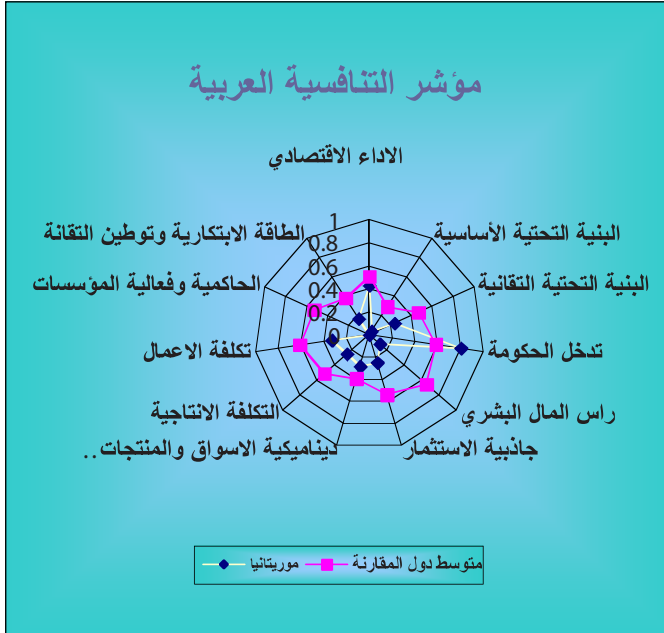 مؤشر التنافسية العربية
الاداء الاقتصادي
البنية التحتية الأساسية
الطاقة الابتكارية وتوطين التقانة
البنية التحتية التقانية
الحاكمية وفعالية المؤسسات
تدخل الحكومة
تكلفة الاعمال
راس المال البشري
التكلفة الانتاجية
جاذبية الاستثمار
ديناميكية الاسواق والمنتجات..
1
0.8
0.6
0.4
0.2
0
متوسط دول المقارنة
موريتانيا